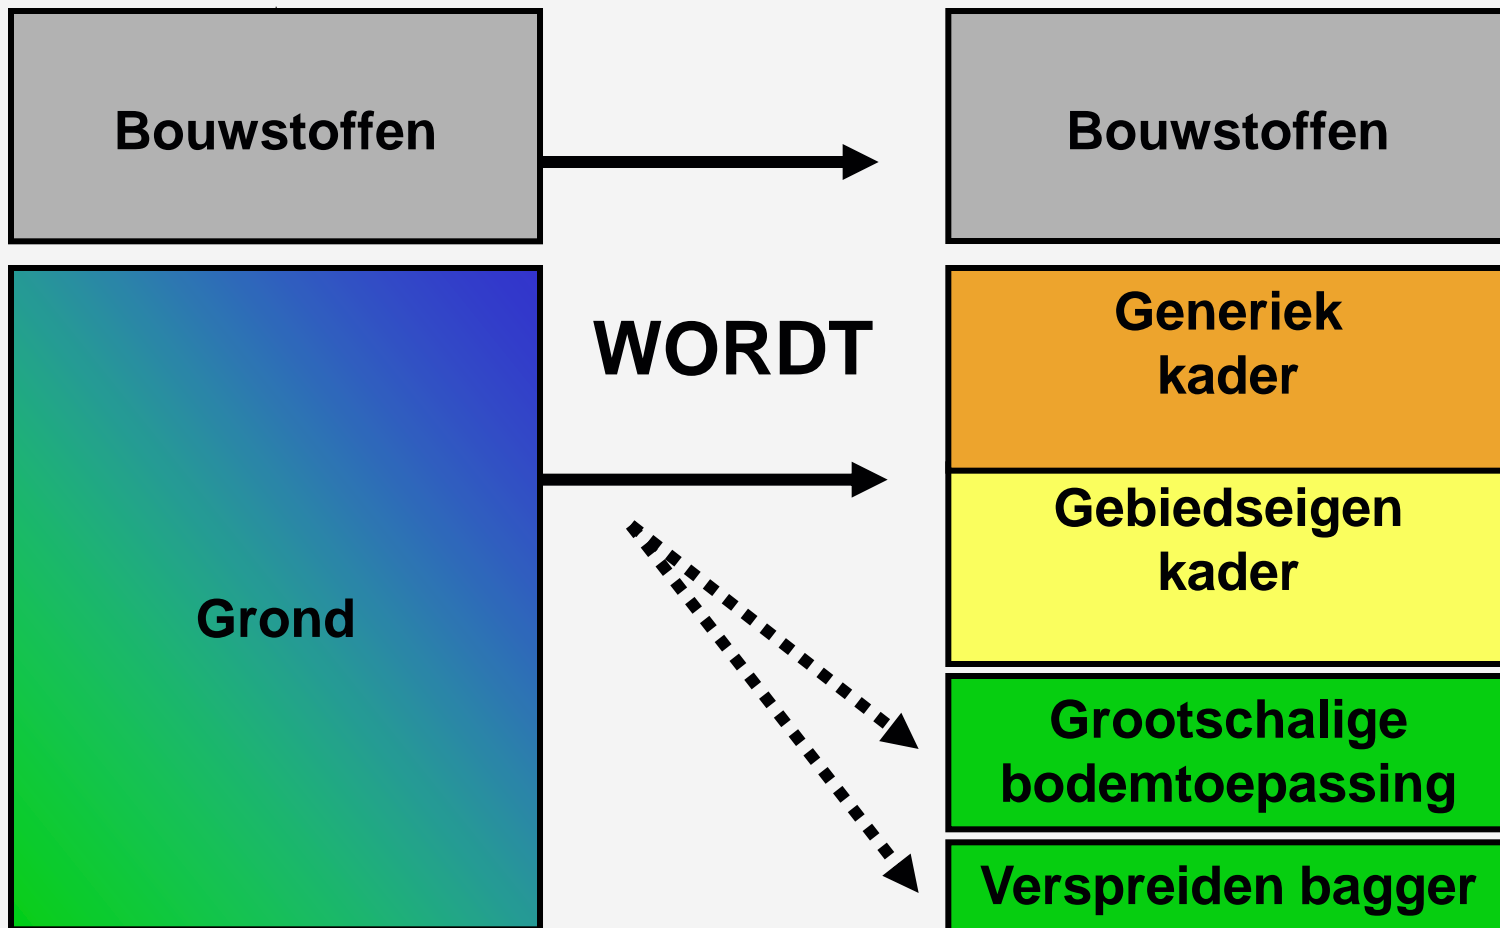 Bouwstoffen
Bouwstoffen
WORDT
Grond
Generiek
kader
Gebiedseigen
kader
Grootschalige
bodemtoepassing
Verspreiden bagger